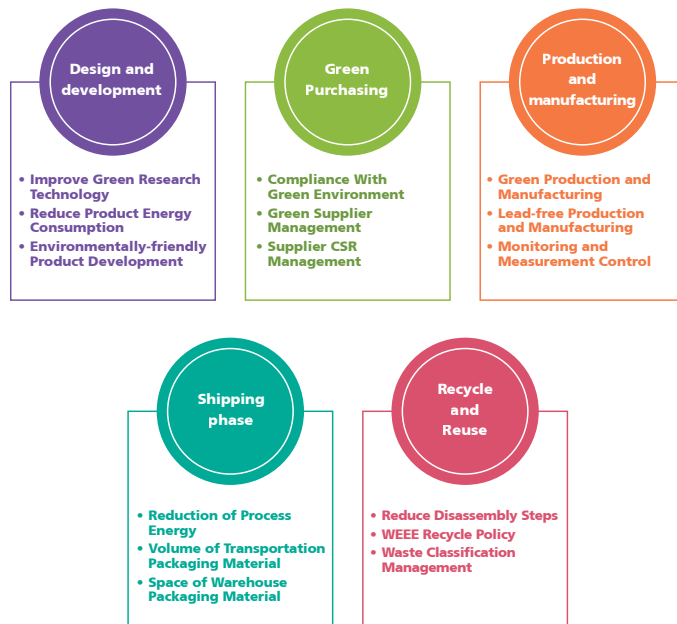 Design and
development
• Improve Green Research
Technology
• Reduce Product Energy
Consumption
• Environmentally-friendly
Product Development
Green
Purchasing
• Compliance With
Green Environment
• Green Supplier
Management
• Supplier CSR
Management
Production
and
manufacturing
• Green Production and
Manufacturing
• Lead-free Production
and Manufacturing
• Monitoring and
Measurement Control
Shipping
phase
• Reduction of Process
Energy
• Volume of Transportation
Packaging Material
• Space of Warehouse
Packaging Material
Recycle
and
Reuse
• Reduce Disassembly Steps
• WEEE Recycle Policy
• Waste Classification
Management